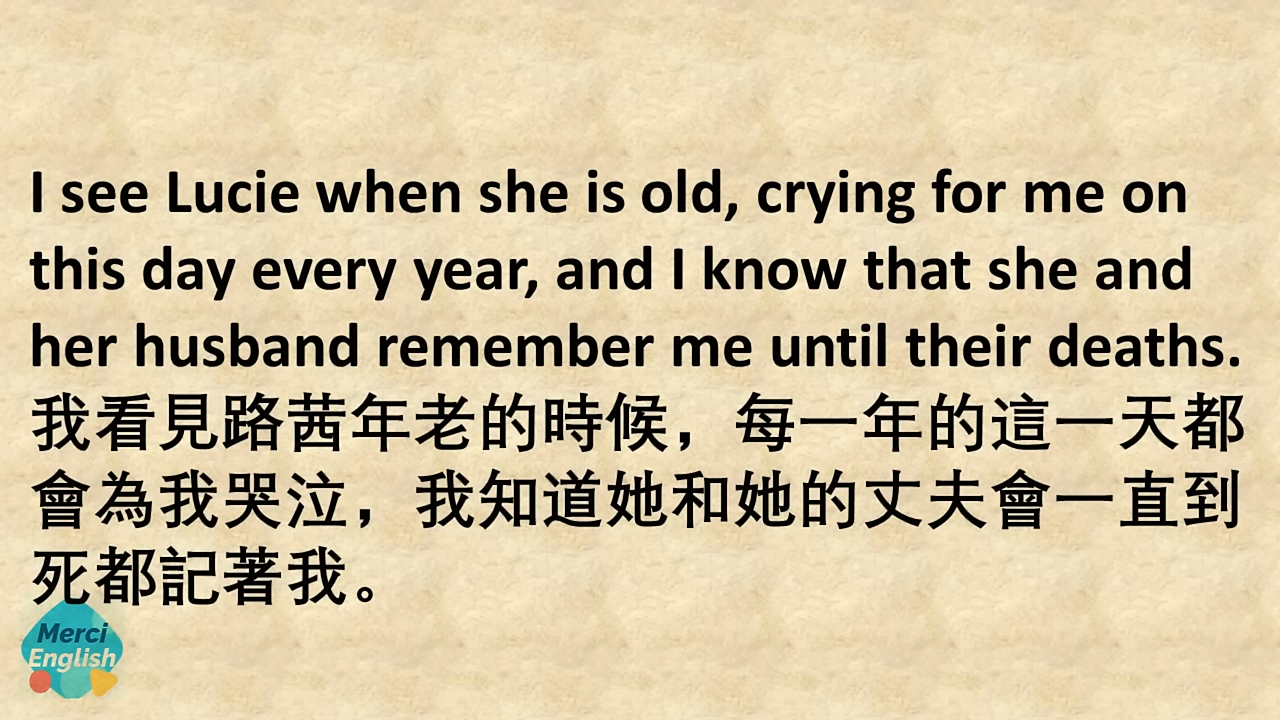 I see Lucie when she is old, crying for me on
this day every year, and I know that she and
her husband remember me until their deaths.
我看見路茜年老的時候，每一年的這一天都
會為我哭泣，我知道她和她的丈夫會一直到
死都記著我。
Merci
English